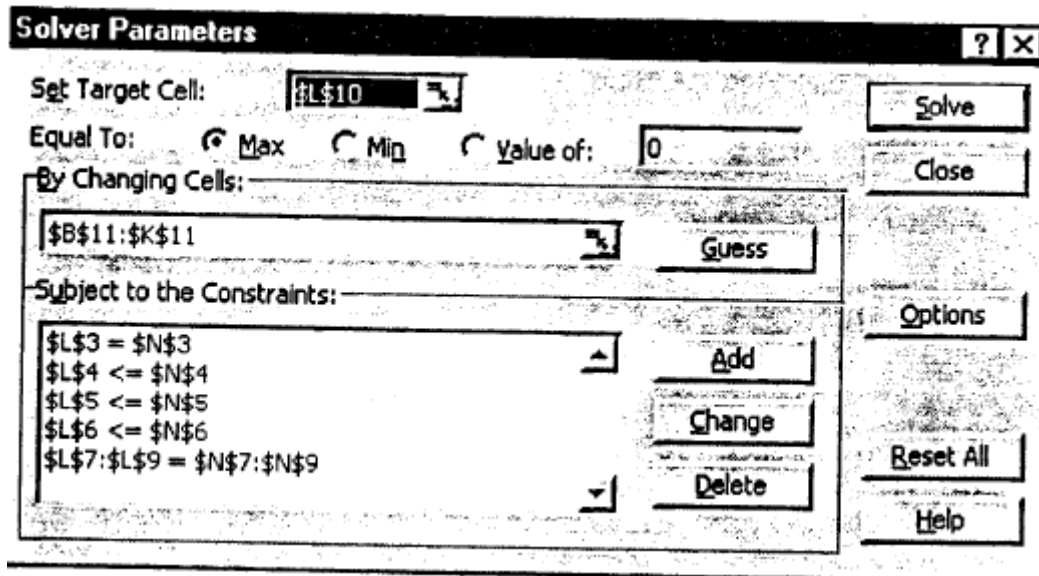 Solver Parameters ? X
Set Target Cell: $L$10 Solve
Equal To: Max Min Value of: 0
Close
By Changing Cells:
$B$11:$K$11 Guess
Subject to the Constraints: Options
$L$3 = $N$3 Add
$L$4 <= $N$4
$L$5 <= $N$5 Change
$L$6 <= $N$6
$L$7:$L$9 = $N$7:$N$9 Reset All
Delete
Help